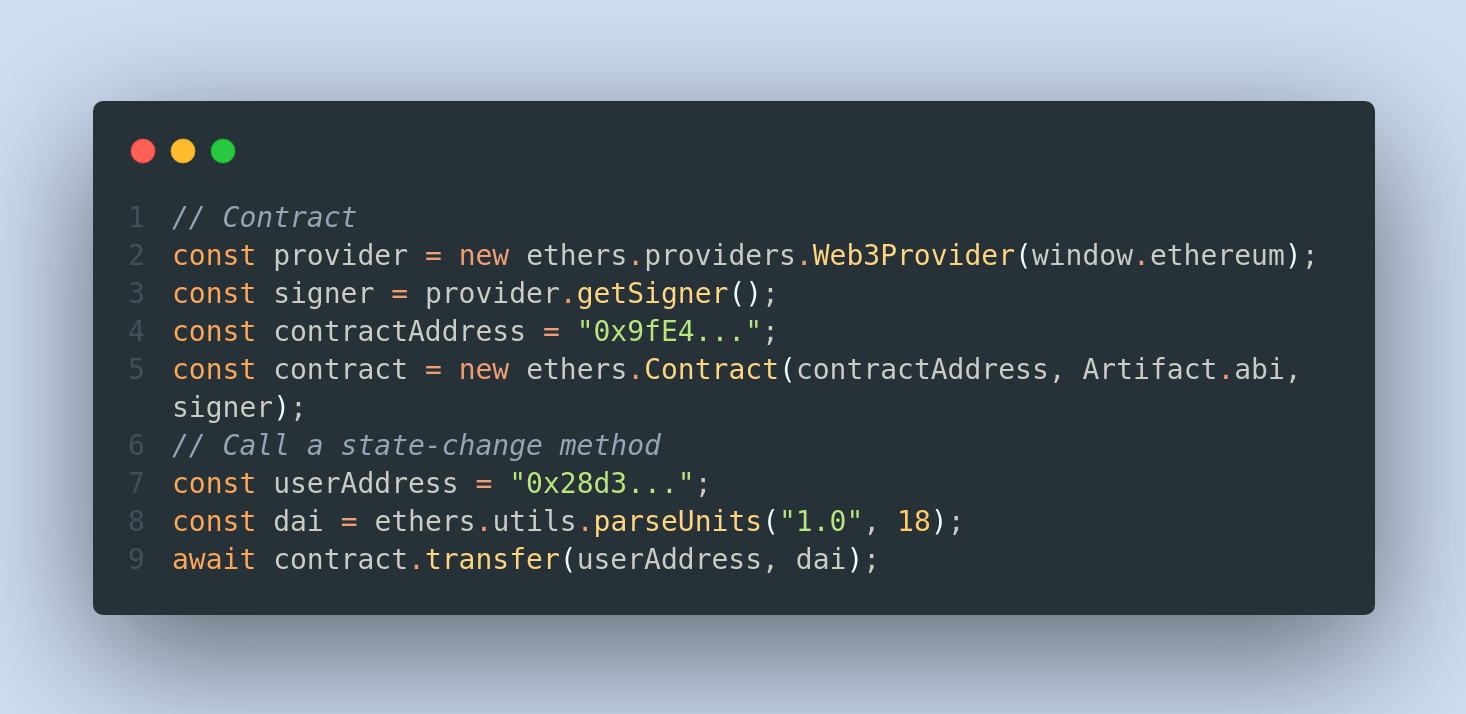 1 // Contract
2 const provider = new ethers.providers.Web3Provider(window.ethereum);
3 const signer = provider.getSigner();
4 const contractAddress = "0x9fE4...";
5 const contract = new ethers.Contract(contractAddress, Artifact.abi,
signer);
6 // Call a state-change method
7 const userAddress = "0x28d3...";
8 const dai = ethers.utils.parseUnits("1.0", 18);
9 await contract.transfer(userAddress, dai);